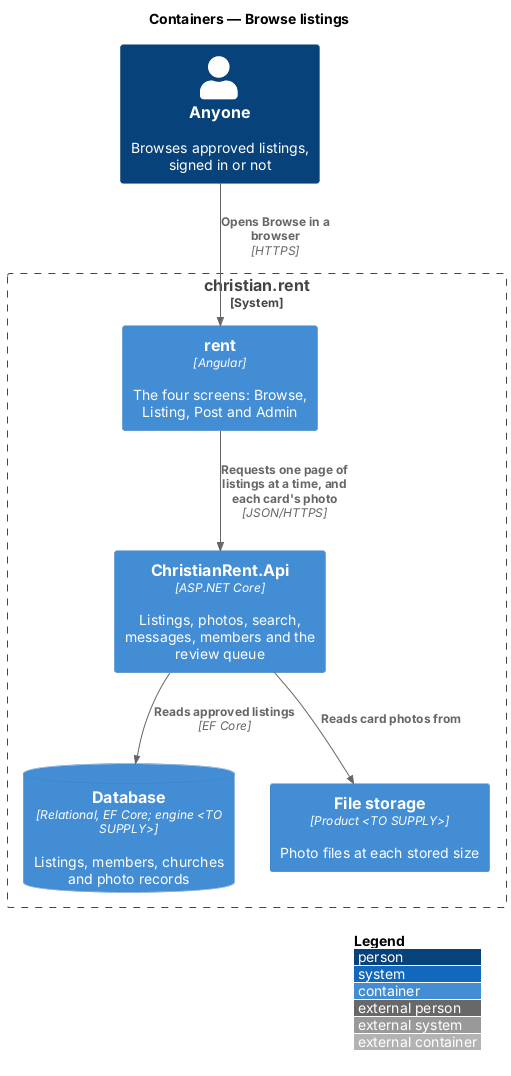 Containers — Browse listings
Anyone
Browses approved listings,
signed in or not
Opens Browse in a
browser
[HTTPS]
christian.rent
[System]
rent
[Angular]
The four screens: Browse,
Listing, Post and Admin
Requests one page of
listings at a time, and
each card's photo
[JSON/HTTPS]
ChristianRent.Api
[ASP.NET Core]
Listings, photos, search,
messages, members and the
review queue
Reads approved listings
[EF Core]
Reads card photos from
Database
[Relational, EF Core; engine <TO
SUPPLY>]
Listings, members, churches
and photo records
File storage
[Product <TO SUPPLY>]
Photo files at each stored size
Legend
person
system
container
external person
external system
external container